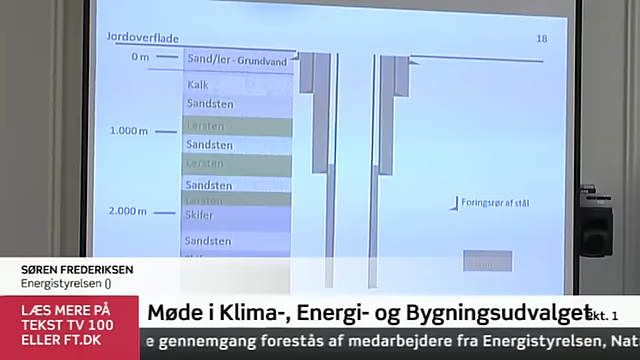 Jordoverflade
18
0 m
Sand/ler - Grundvand
Kalk
Sandsten
Lersten
1.000 m
Sandsten
Lersten
Sandsten
Lersten
2.000 m
Skifer
Foringsrør af stål
Sandsten
SØREN FREDERIKSEN
Energistyrelsen ()
LÆS MERE PÅ
TEKST TV 100
ELLER FT.DK
Møde i Klima-, Energi- og Bygningsudvalget
kt. 1
e gennemgang forestås af medarbejdere fra Energistyrelsen, Nat